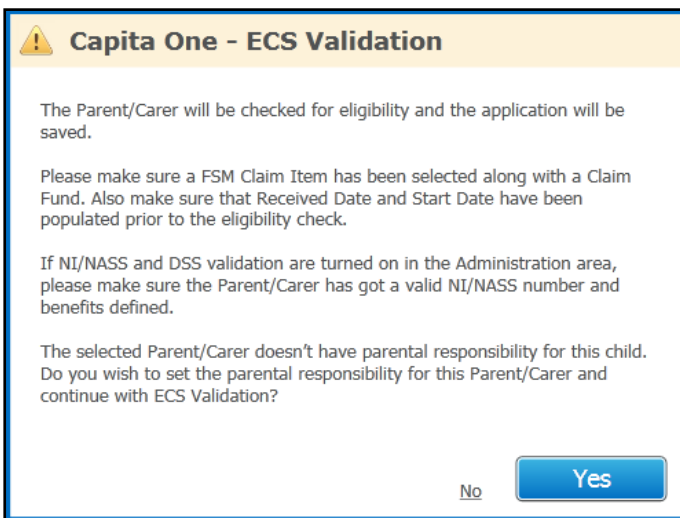 Capita One - ECS Validation
The Parent/Carer will be checked for eligibility and the application will be
saved.
Please make sure a FSM Claim Item has been selected along with a Claim
Fund. Also make sure that Received Date and Start Date have been
populated prior to the eligibility check.
If NI/NASS and DSS validation are turned on in the Administration area,
please make sure the Parent/Carer has got a valid NI/NASS number and
benefits defined.
The selected Parent/Carer doesn't have parental responsibility for this child.
Do you wish to set the parental responsibility for this Parent/Carer and
continue with ECS Validation?
No
Yes